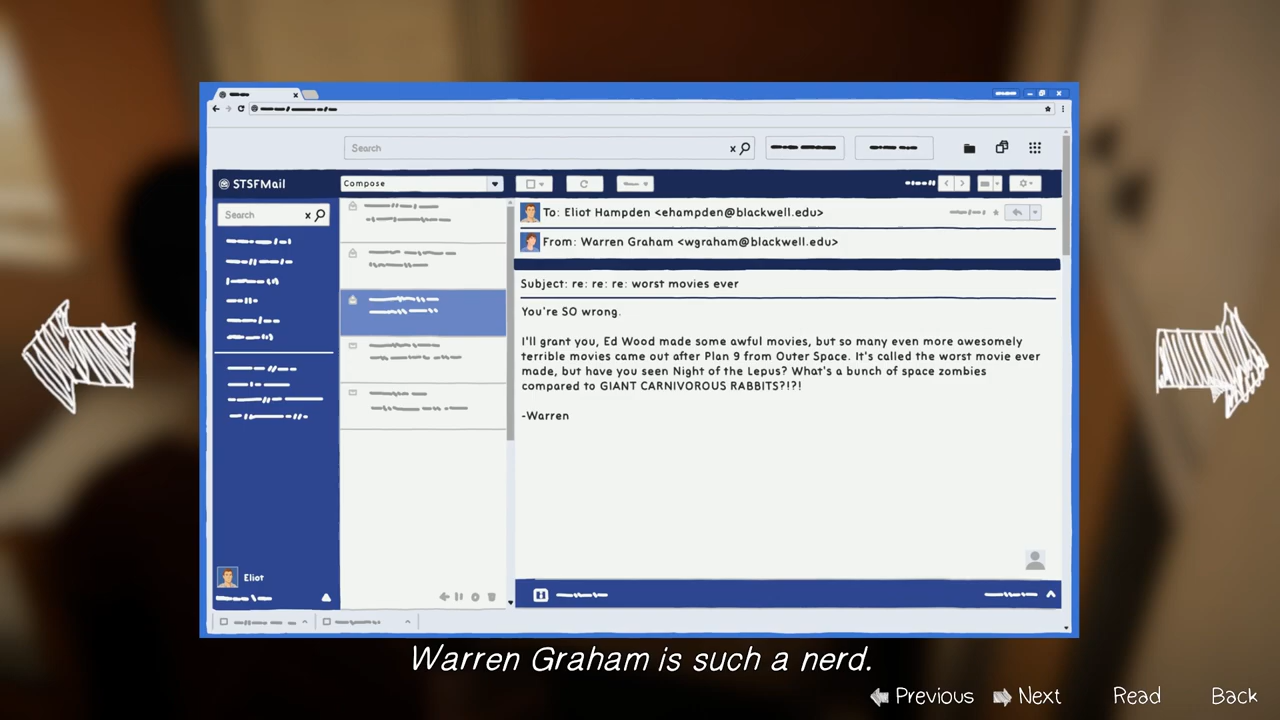 Search
STSFMail
Compose
Search
To: Eliot Hampden <ehampden@blackwell.edu>
From: Warren Graham <wgraham@blackwell.edu>
Subject: re: re: re: worst movies ever
You're SO wrong.
I'll grant you, Ed Wood made some awful movies, but so many even more awesomely
terrible movies came out after Plan 9 from Outer Space. It's called the worst movie ever
made, but have you seen Night of the Lepus? What's a bunch of space zombies
compared to GIANT CARNIVOROUS RABBITS?!?!
-Warren
Eliot
Warren Graham is such a nerd.
Previous Next Read Back